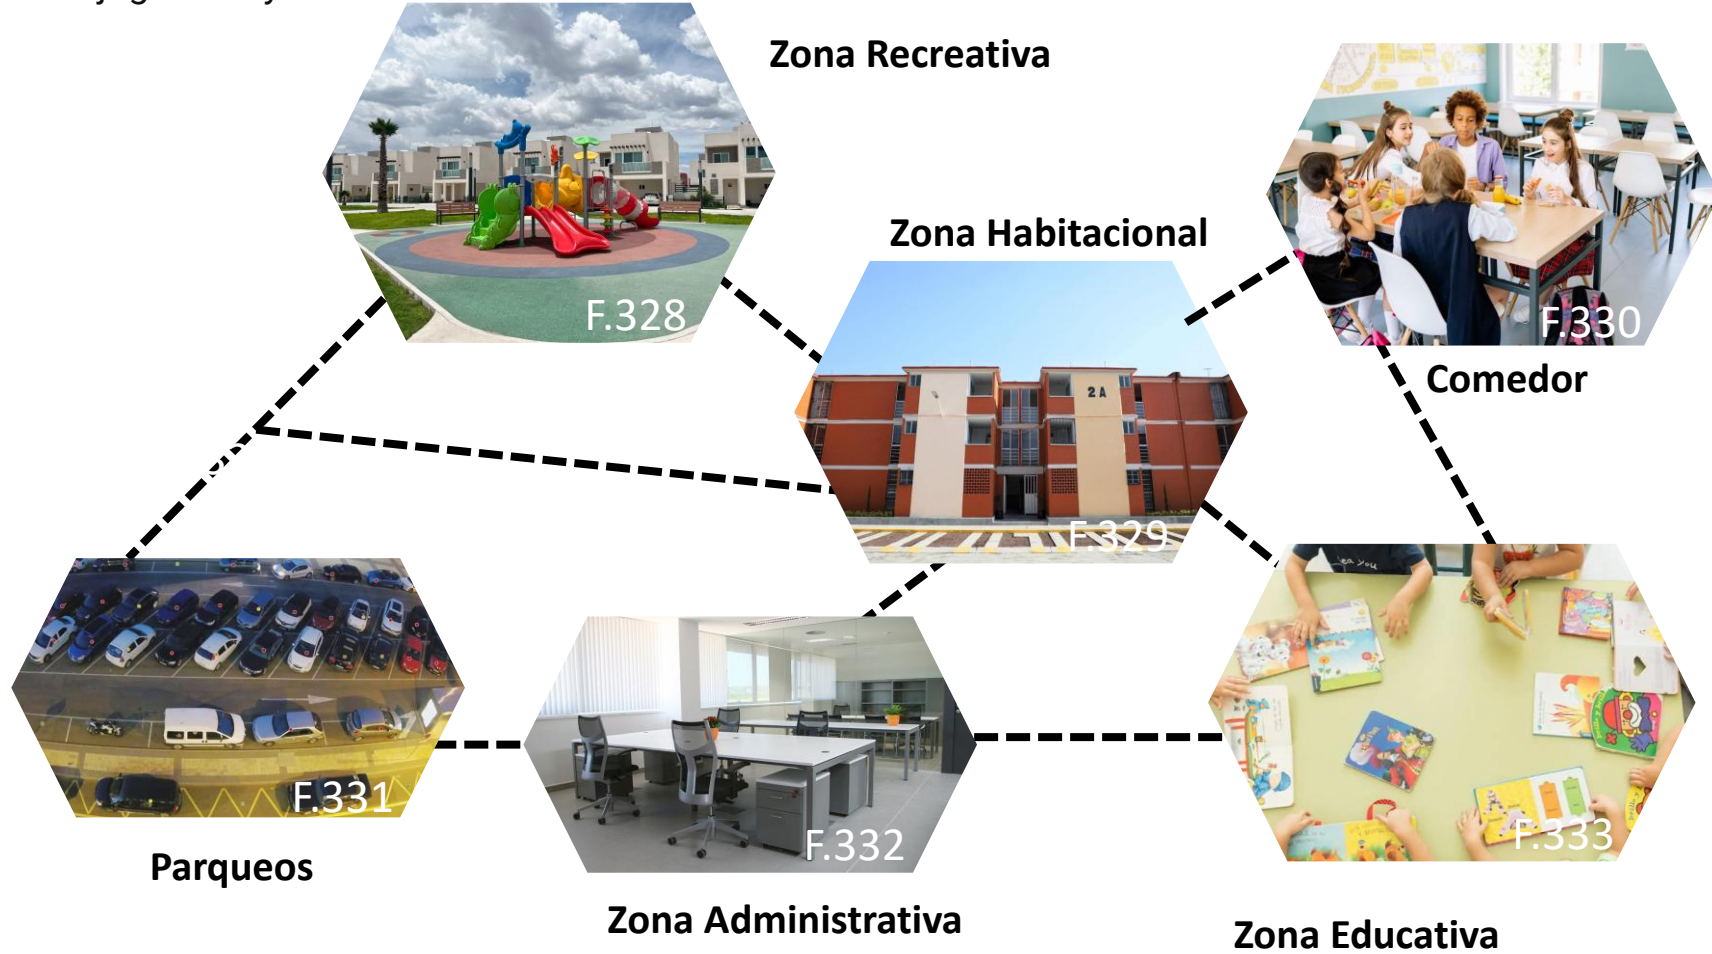 Zona Recreativa
F.328
Zona Habitacional
2 A
F.329
F.330
Comedor
F.331
Parqueos
F.332
Zona Administrativa
F.333
Zona Educativa